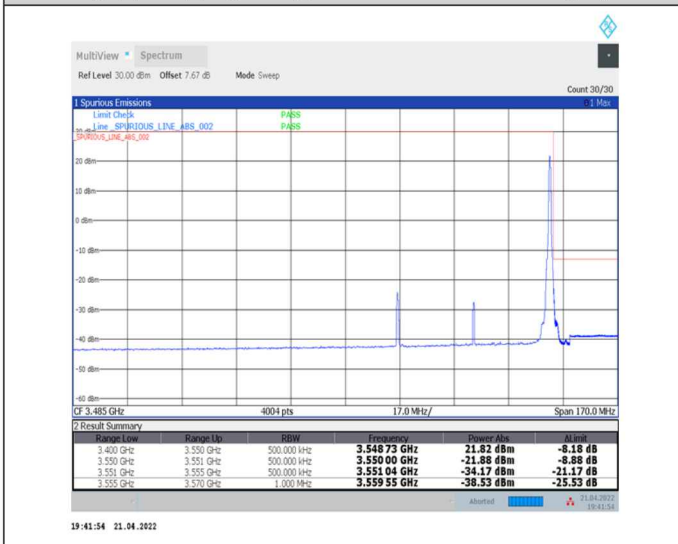 MultiView Spectrum
Ref Level 30.00 dBm Offset 7.67 dB Mode Sweep
Count 30/30
1 Spurious Emissions 1 Max
Limit Check PASS
Line _SPURIOUS_LINE_ABS_002 PASS
30 dBm
_SPURIOUS_LINE_ABS_002
20 dBm
10 dBm
0 dBm
-10 dBm
-20 dBm
-30 dBm
-40 dBm
-50 dBm
-60 dBm
CF 3.485 GHz 4004 pts 17.0 MHz/ Span 170.0 MHz
2 Result Summary
Range Low Range Up RBW Frequency Power Abs ΔLimit
3.400 GHz 3.550 GHz 500.000 kHz 3.548 73 GHz 21.82 dBm -8.18 dB
3.550 GHz 3.551 GHz 500.000 kHz 3.550 00 GHz -21.88 dBm -8.88 dB
3.551 GHz 3.555 GHz 500.000 kHz 3.551 04 GHz -34.17 dBm -21.17 dB
3.555 GHz 3.570 GHz 1.000 MHz 3.559 55 GHz -38.53 dBm -25.53 dB
Aborted 21.04.2022
19:41:54
19:41:54 21.04.2022